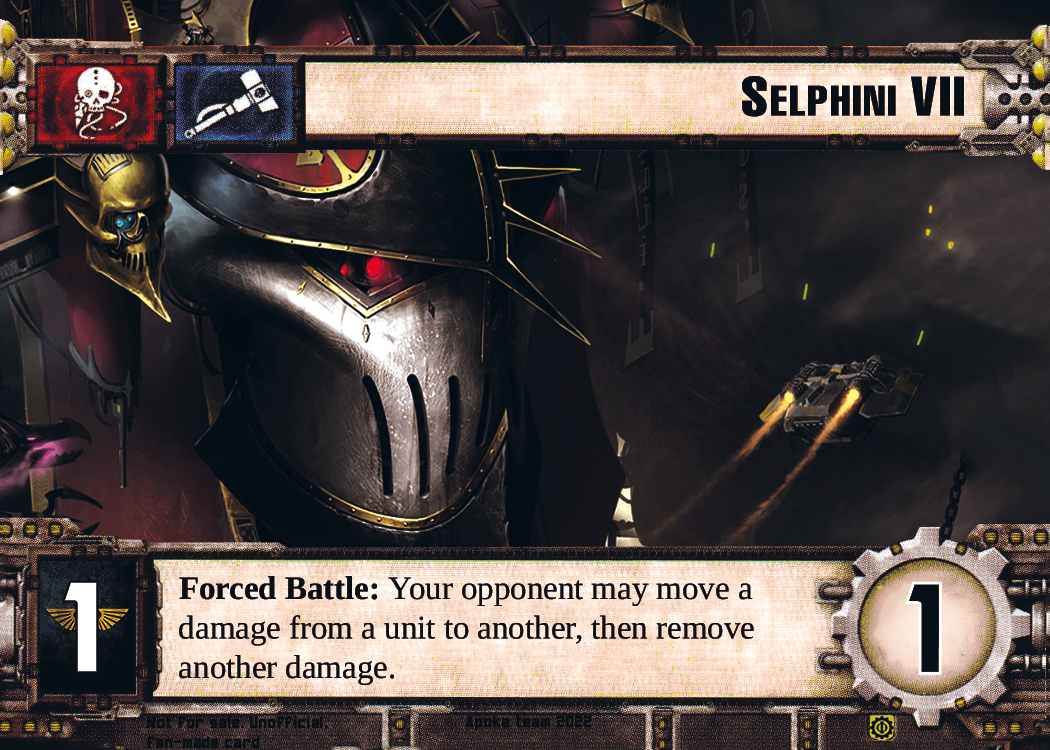 SELPHINI VII
1
Forced Battle: Your opponent may move a
damage from a unit to another, then remove
another damage.
1
Not for sale. Unofficial.
Fan-made card
Apoka team 2022